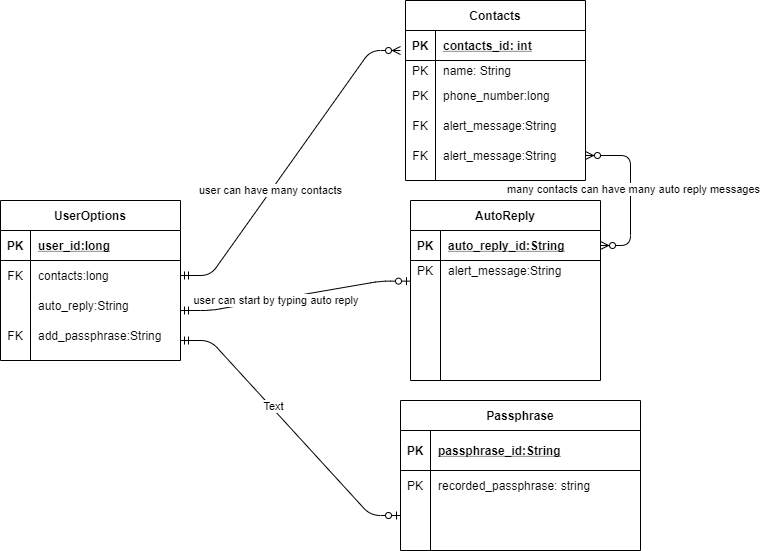 Contacts
PK contacts_id: int
PK name: String
PK phone_number:long
FK alert_message:String
FK alert_message:String
user can have many contacts
many contacts can have many auto reply messages
UserOptions
PK user_id:long
FK contacts:long
auto_reply:String
FK add_passphrase:String
AutoReply
PK auto_reply_id:String
PK alert_message:String
user can start by typing auto reply
Text
Passphrase
PK passphrase_id:String
PK recorded_passphrase: string